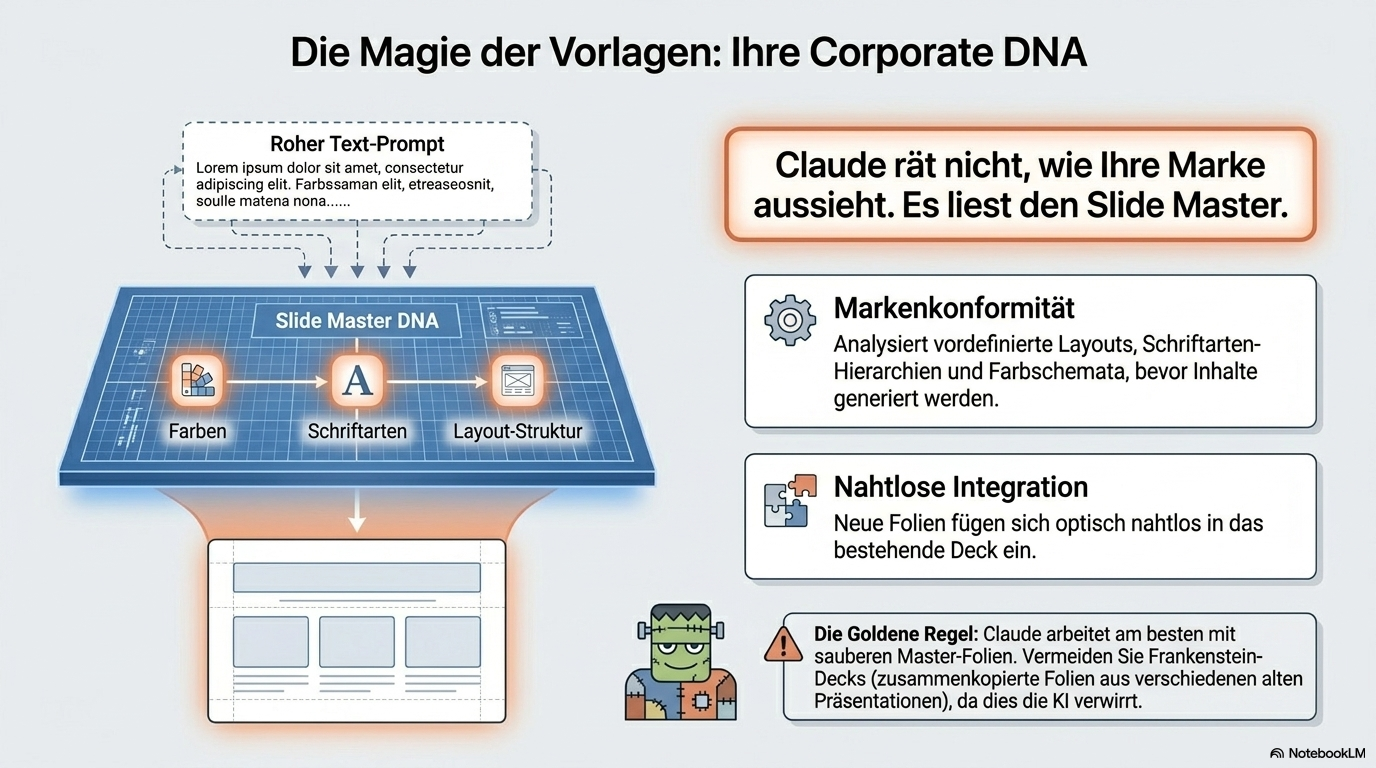 Die Magie der Vorlagen: Ihre Corporate DNA
Roher Text-Prompt
Lorem ipsum dolor sit amet, consectetur
adipiscing elit. Farbssaman elit, etreaseosnit,
soulle matena nona......
Slide Master DNA
A
Farben
Schriftarten
Layout-Struktur
Claude rät nicht, wie Ihre Marke
aussieht. Es liest den Slide Master.
Markenkonformität
Analysiert vordefinierte Layouts, Schriftarten-
Hierarchien und Farbschemata, bevor Inhalte
generiert werden.
Nahtlose Integration
Neue Folien fügen sich optisch nahtlos in das
bestehende Deck ein.
Die Goldene Regel: Claude arbeitet am besten mit
sauberen Master-Folien. Vermeiden Sie Frankenstein-
Decks (zusammenkopierte Folien aus verschiedenen alten
Präsentationen), da dies die KI verwirrt.
NotebookLM